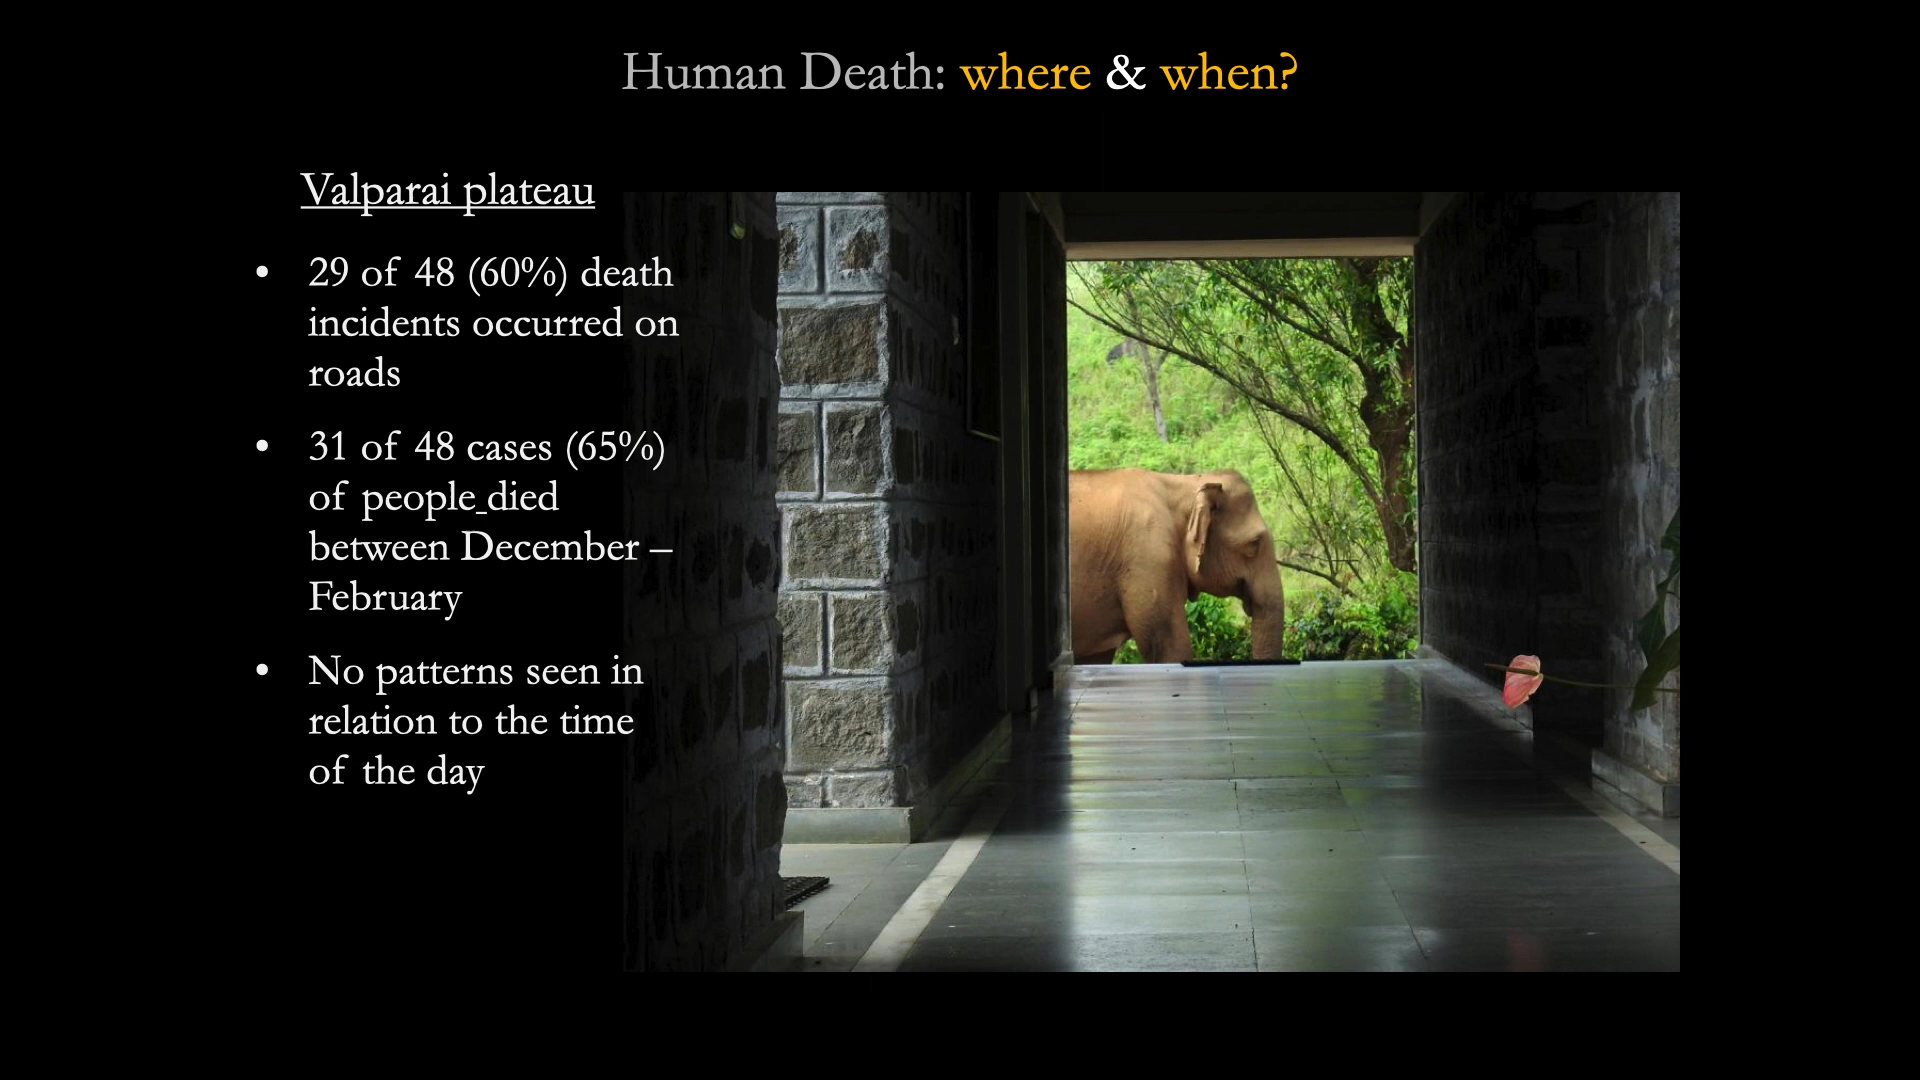 Human Death: where & when?
Valparai plateau
• 29 of 48 (60%) death
incidents occurred on
roads
• 31 of 48 cases (65%)
of people died
between December –
February
• No patterns seen in
relation to the time
of the day